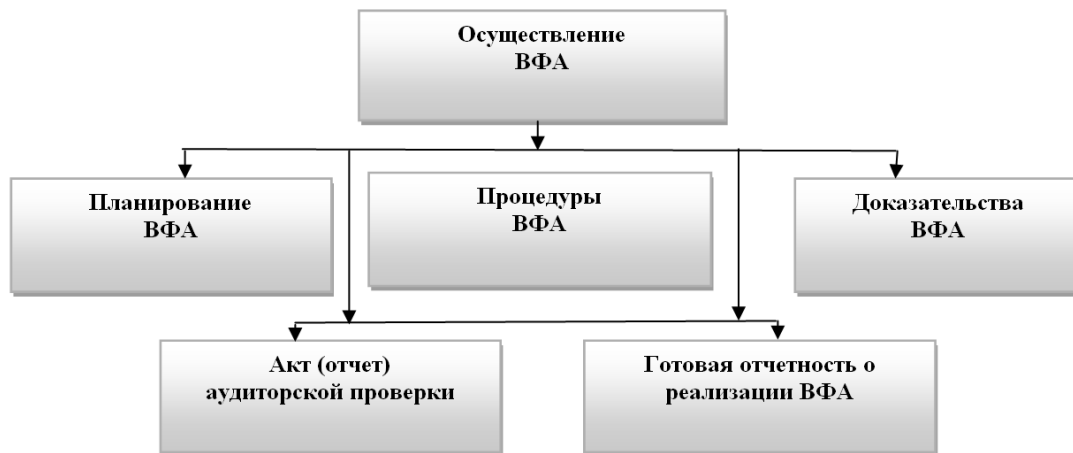 Осуществление
ВФА
Планирование
ВФА
Процедуры
ВФА
Доказательства
ВФА
Акт (отчет)
аудиторской проверки
Готовая отчетность о
реализации ВФА